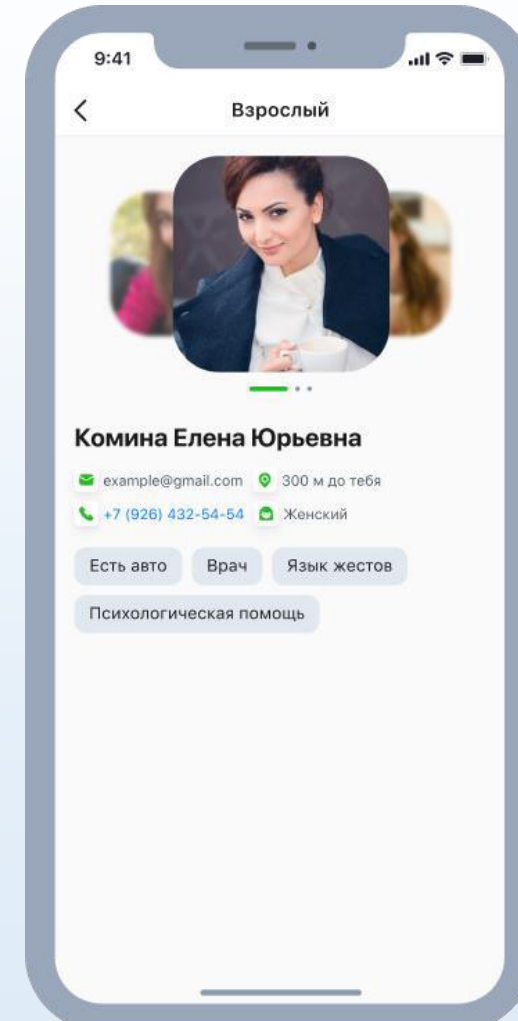 9:41
Взрослый
Комина Елена Юрьевна
example@gmail.com 300 м до тебя
+7 (926) 432-54-54 Женский
Есть авто Врач Язык жестов
Психологическая помощь